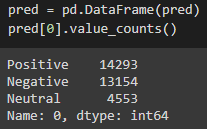 pred = pd.DataFrame(pred)
pred[0].value_counts()
Positive    14293
Negative    13154
Neutral      4553
Name: 0, dtype: int64